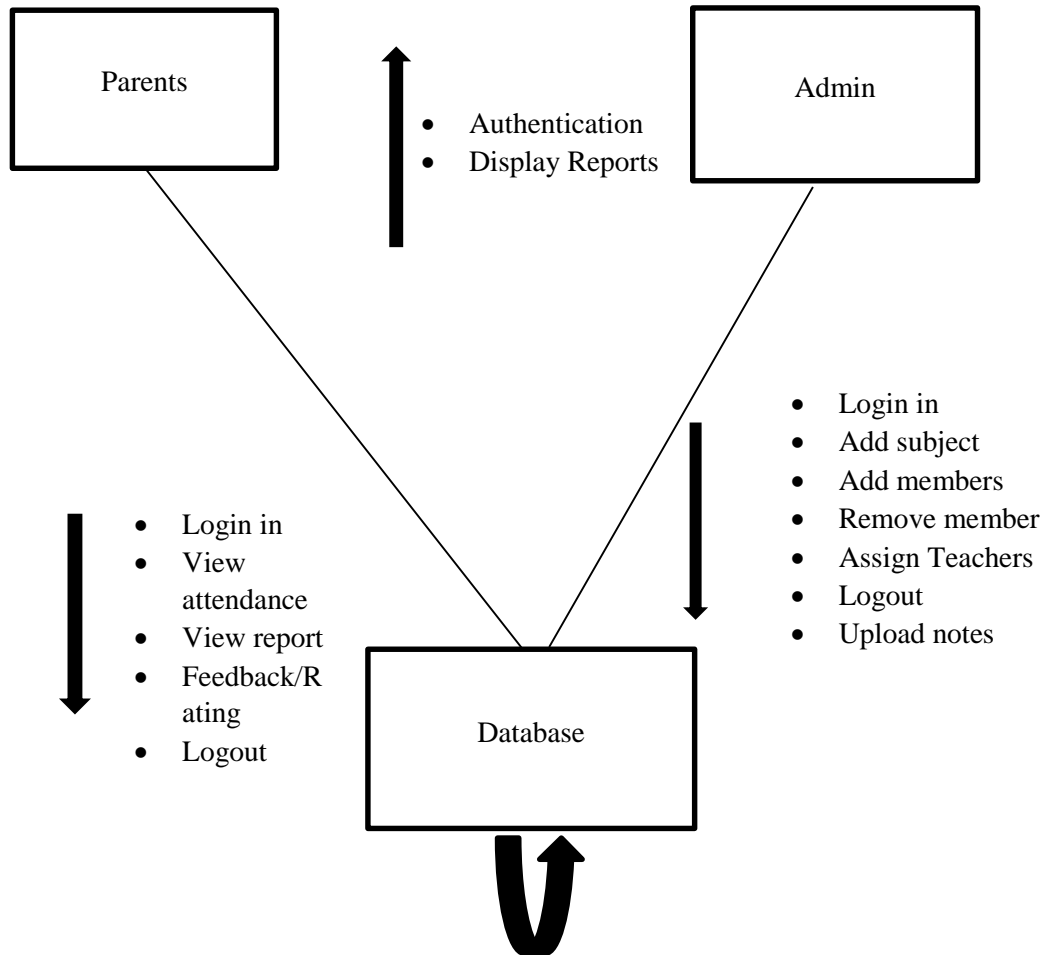 Parents
Admin
• Authentication
• Display Reports
• Login in
• Add subject
• Add members
• Remove member
• Assign Teachers
• Logout
• Upload notes
• Login in
• View
attendance
• View report
• Feedback/R
ating
• Logout
Database